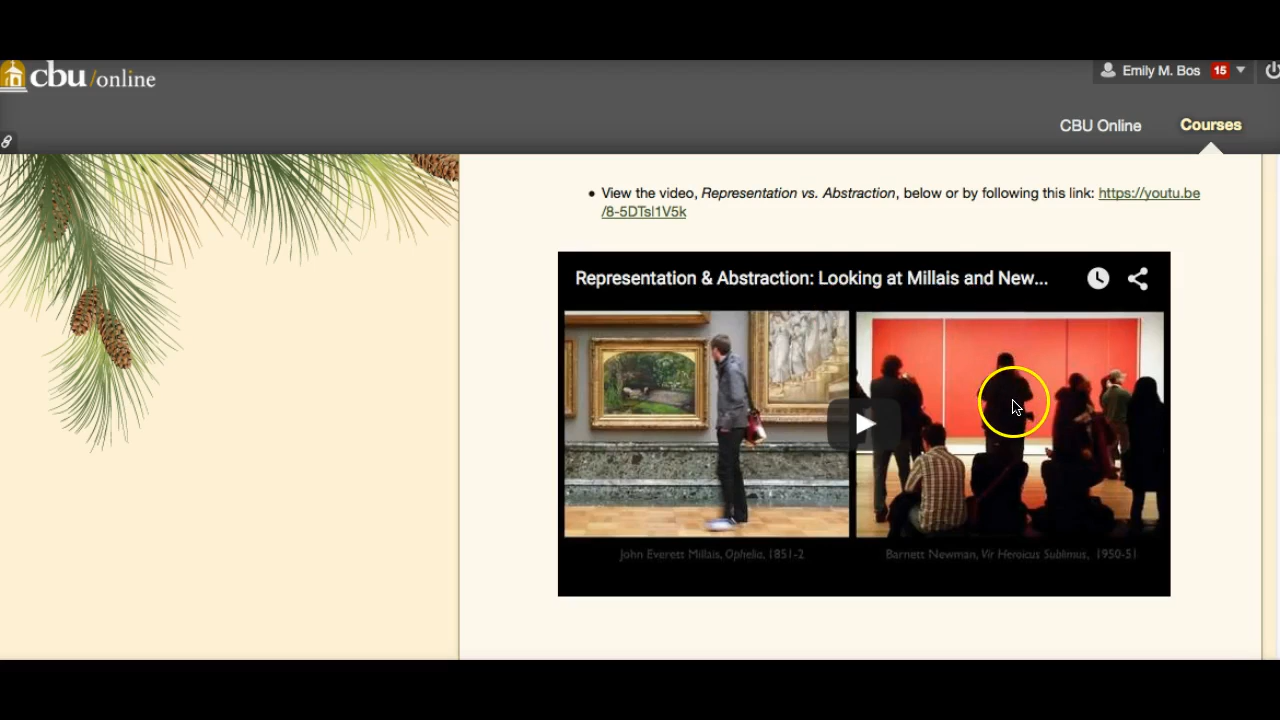 cbu/online
Emily M. Bos 15
CBU Online Courses
• View the video, Representation vs. Abstraction, below or by following this link: https://youtu.be
/8-5DTsl1V5k
Representation & Abstraction: Looking at Millais and New...
John Everett Millais, Ophelia, 1851-2
Barnett Newman, Vir Heroicus Sublimus, 1950-51